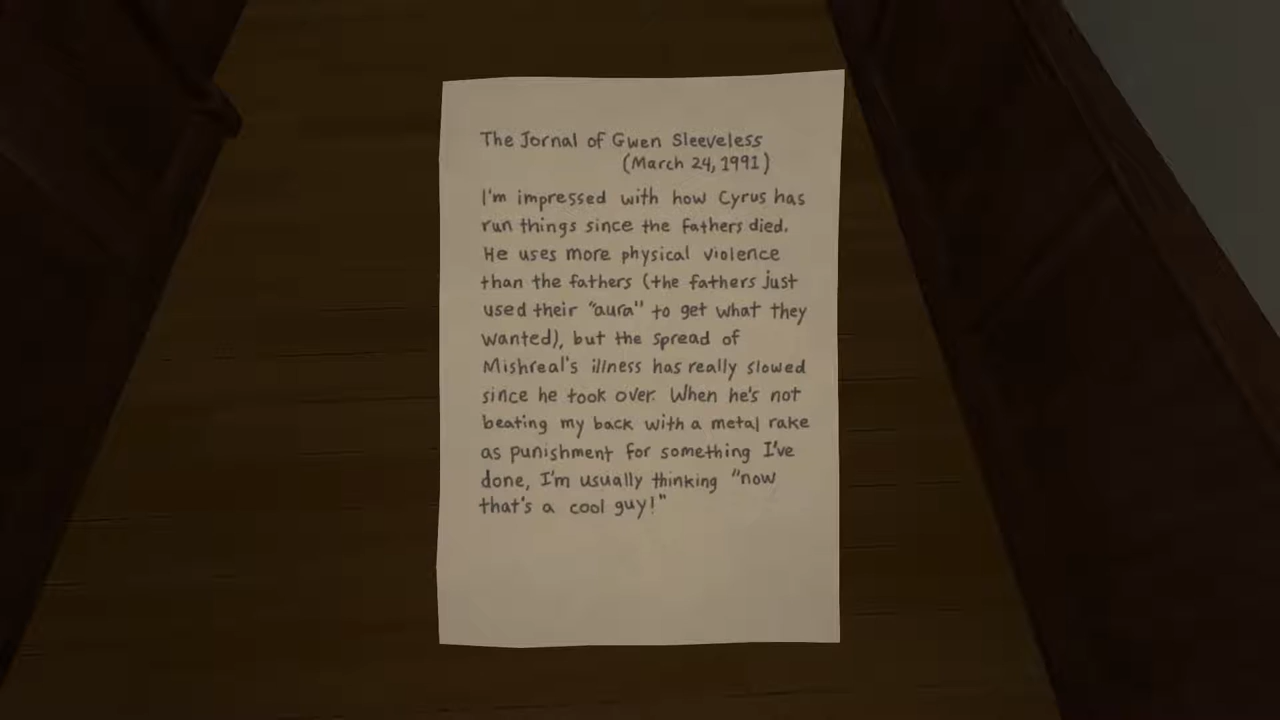 The Jornal of Gwen Sleeveless
(March 24, 1991)
I'm impressed with how Cyrus has
run things since the fathers died.
He uses more physical violence
than the fathers (the fathers just
used their "aura" to get what they
wanted), but the spread of
Mishreal's illness has really slowed
since he took over. When he's not
beating my back with a metal rake
as punishment for something I've
done, I'm usually thinking "now
that's a cool guy!"